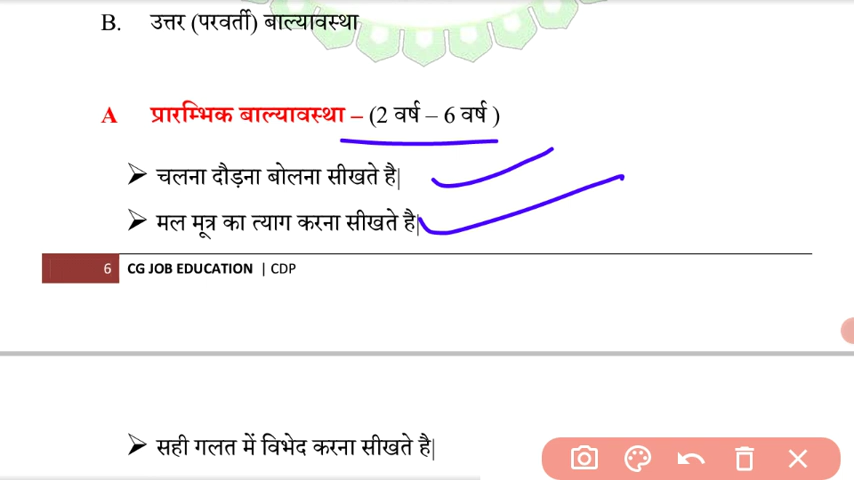 B. उत्तर (परवर्ती) बाल्यावस्था
A प्रारम्भिक बाल्यावस्था – (2 वर्ष – 6 वर्ष )
➢ चलना दौड़ना बोलना सीखते है|
➢ मल मूत्र का त्याग करना सीखते है|
6 CG JOB EDUCATION | CDP
➢ सही गलत में विभेद करना सीखते है|